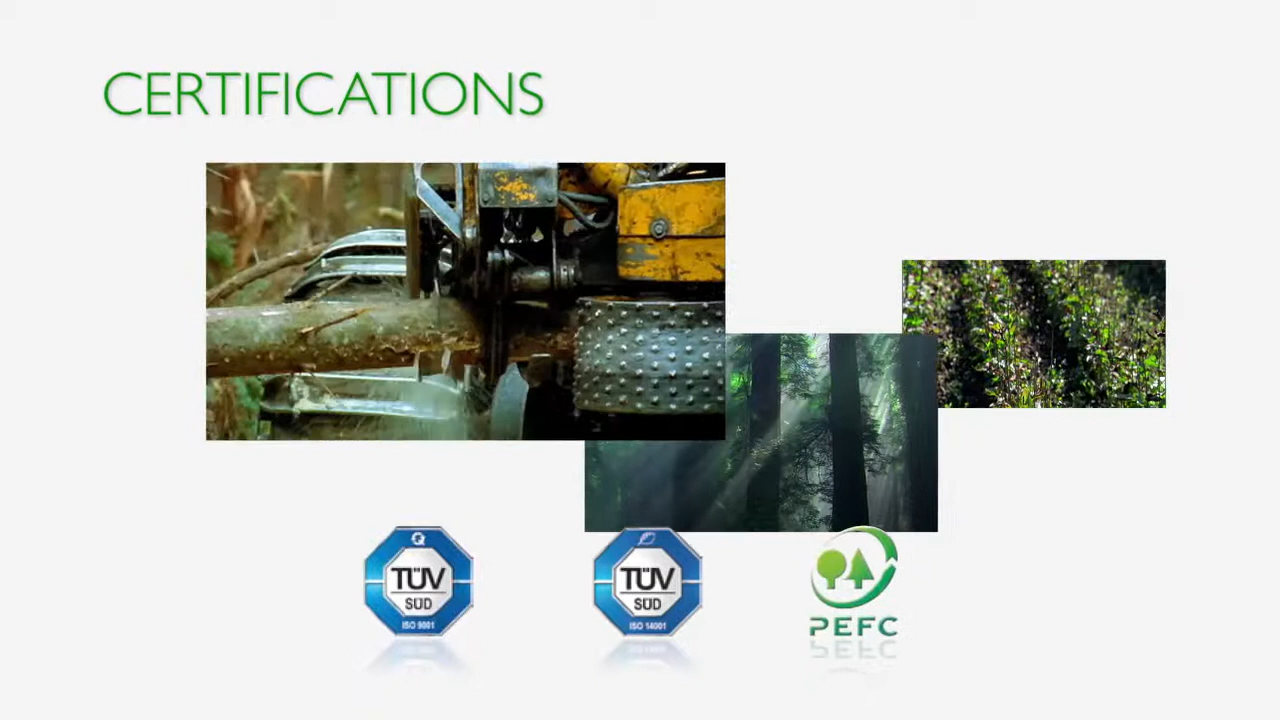 CERTIFICATIONS
TÜV
SÜD
ISO 9001
TÜV
SÜD
ISO 14001
PEFC